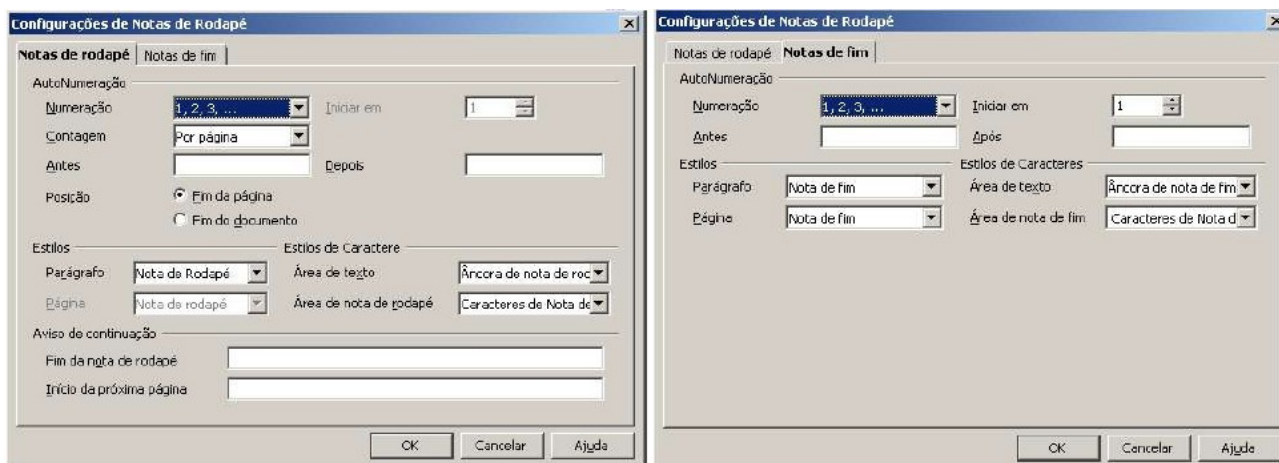 Configurações de Notas de Rodapé
Notas de rodapé Notas de fim
AutoNumeração
Numeração 1, 2, 3, ... Iniciar em 1
Contagem Por página
Antes Depois
Posição Fim da página
Fim do documento
Estilos Estilos de Caractere
Parágrafo Nota de Rodapé Área de texto Âncora de nota de roc
Página Nota de rodapé Área de nota de rodapé Caracteres de Nota de
Aviso de continuação
Fim da nota de rodapé
Início da próxima página
OK Cancelar Ajuda
Configurações de Notas de Rodapé
Notas de rodapé Notas de fim
AutoNumeração
Numeração 1, 2, 3, ... Iniciar em 1
Antes Após
Estilos Estilos de Caracteres
Parágrafo Nota de fim Área de texto Âncora de nota de fim
Página Nota de fim Área de nota de fim Caracteres de Nota d
OK Cancelar Ajuda